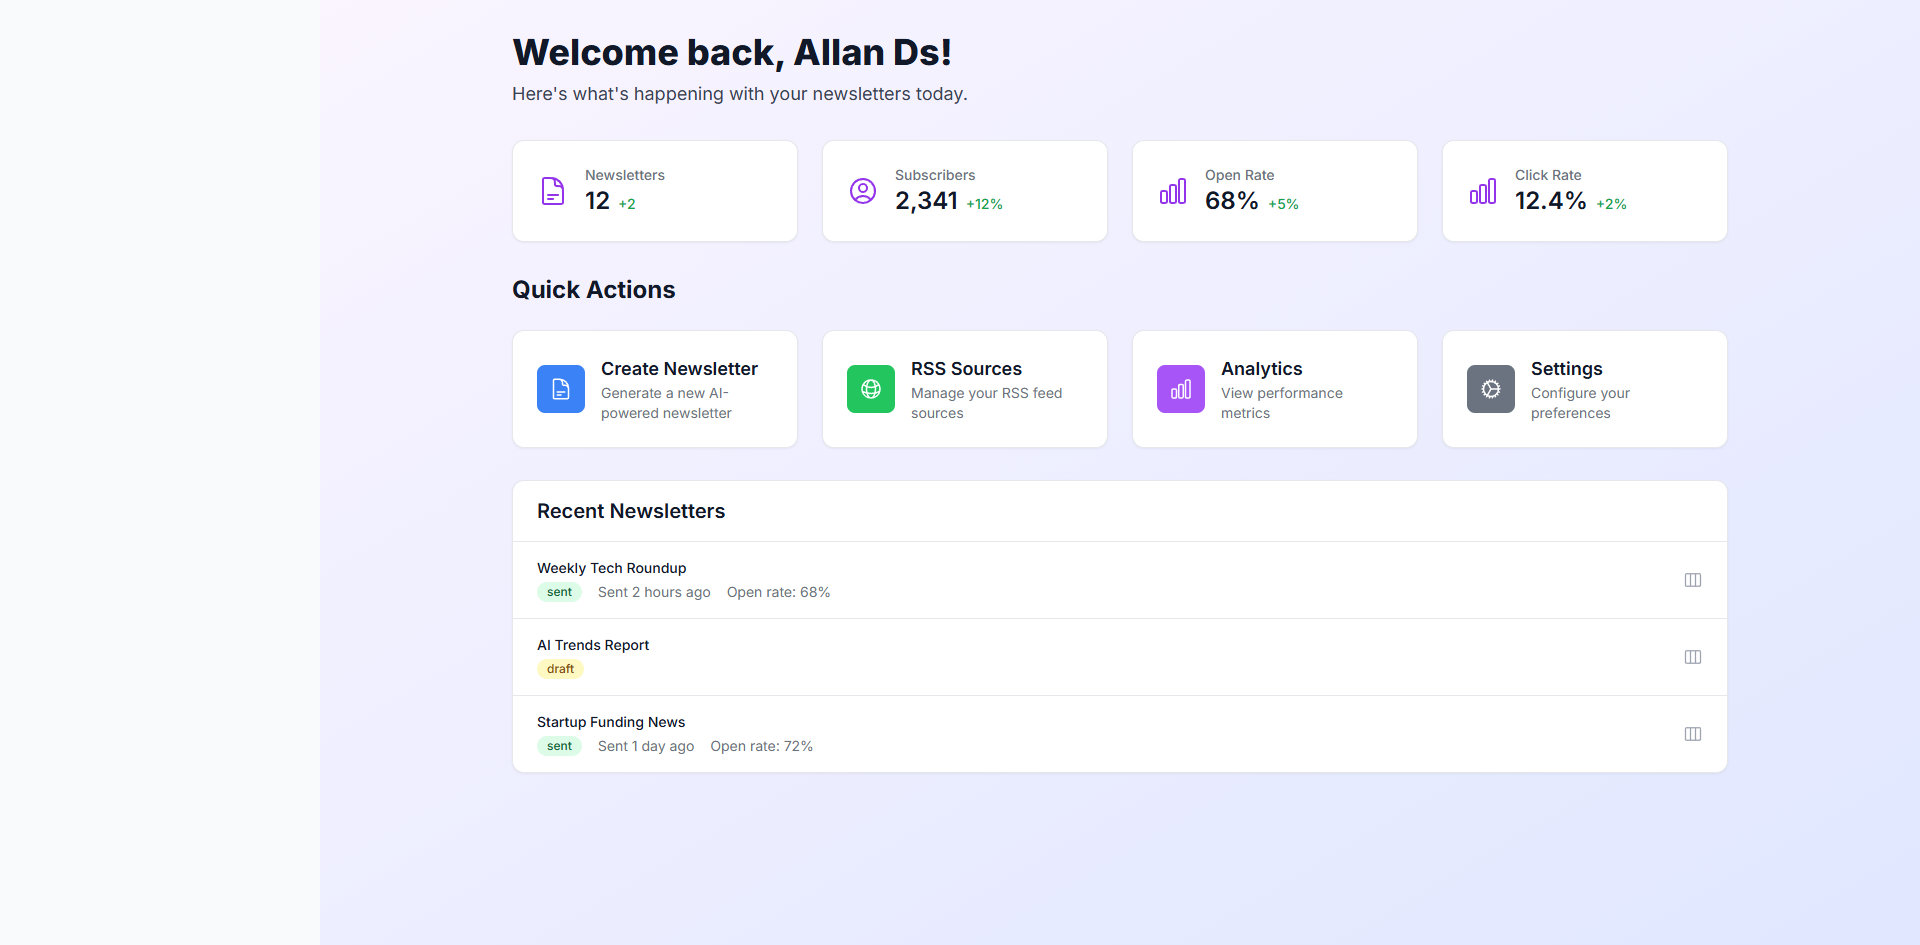 Welcome back, Allan Ds!
Here's what's happening with your newsletters today.
Newsletters
12 +2
Subscribers
2,341 +12%
Open Rate
68% +5%
Click Rate
12.4% +2%
Quick Actions
Create Newsletter
Generate a new AI-
powered newsletter
RSS Sources
Manage your RSS feed
sources
Analytics
View performance
metrics
Settings
Configure your
preferences
Recent Newsletters
Weekly Tech Roundup
sent Sent 2 hours ago Open rate: 68%
AI Trends Report
draft
Startup Funding News
sent Sent 1 day ago Open rate: 72%